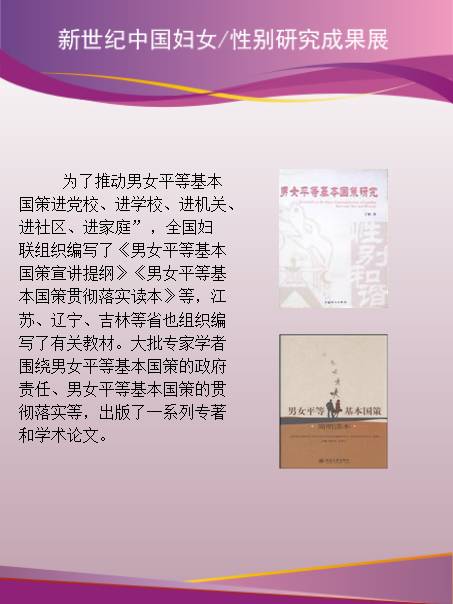 新世纪中国妇女/性别研究成果展
为了推动男女平等基本
国策进党校、进学校、进机关、
进社区、进家庭”，全国妇
联组织编写了《男女平等基本
国策宣讲提纲》《男女平等基
本国策贯彻落实读本》等，江
苏、辽宁、吉林等省也组织编
写了有关教材。大批专家学者
围绕男女平等基本国策的政府
责任、男女平等基本国策的贯
彻落实等，出版了一系列专著
和学术论文。
男女平等基本国策研究
性别和谐
男女平等 基本国策